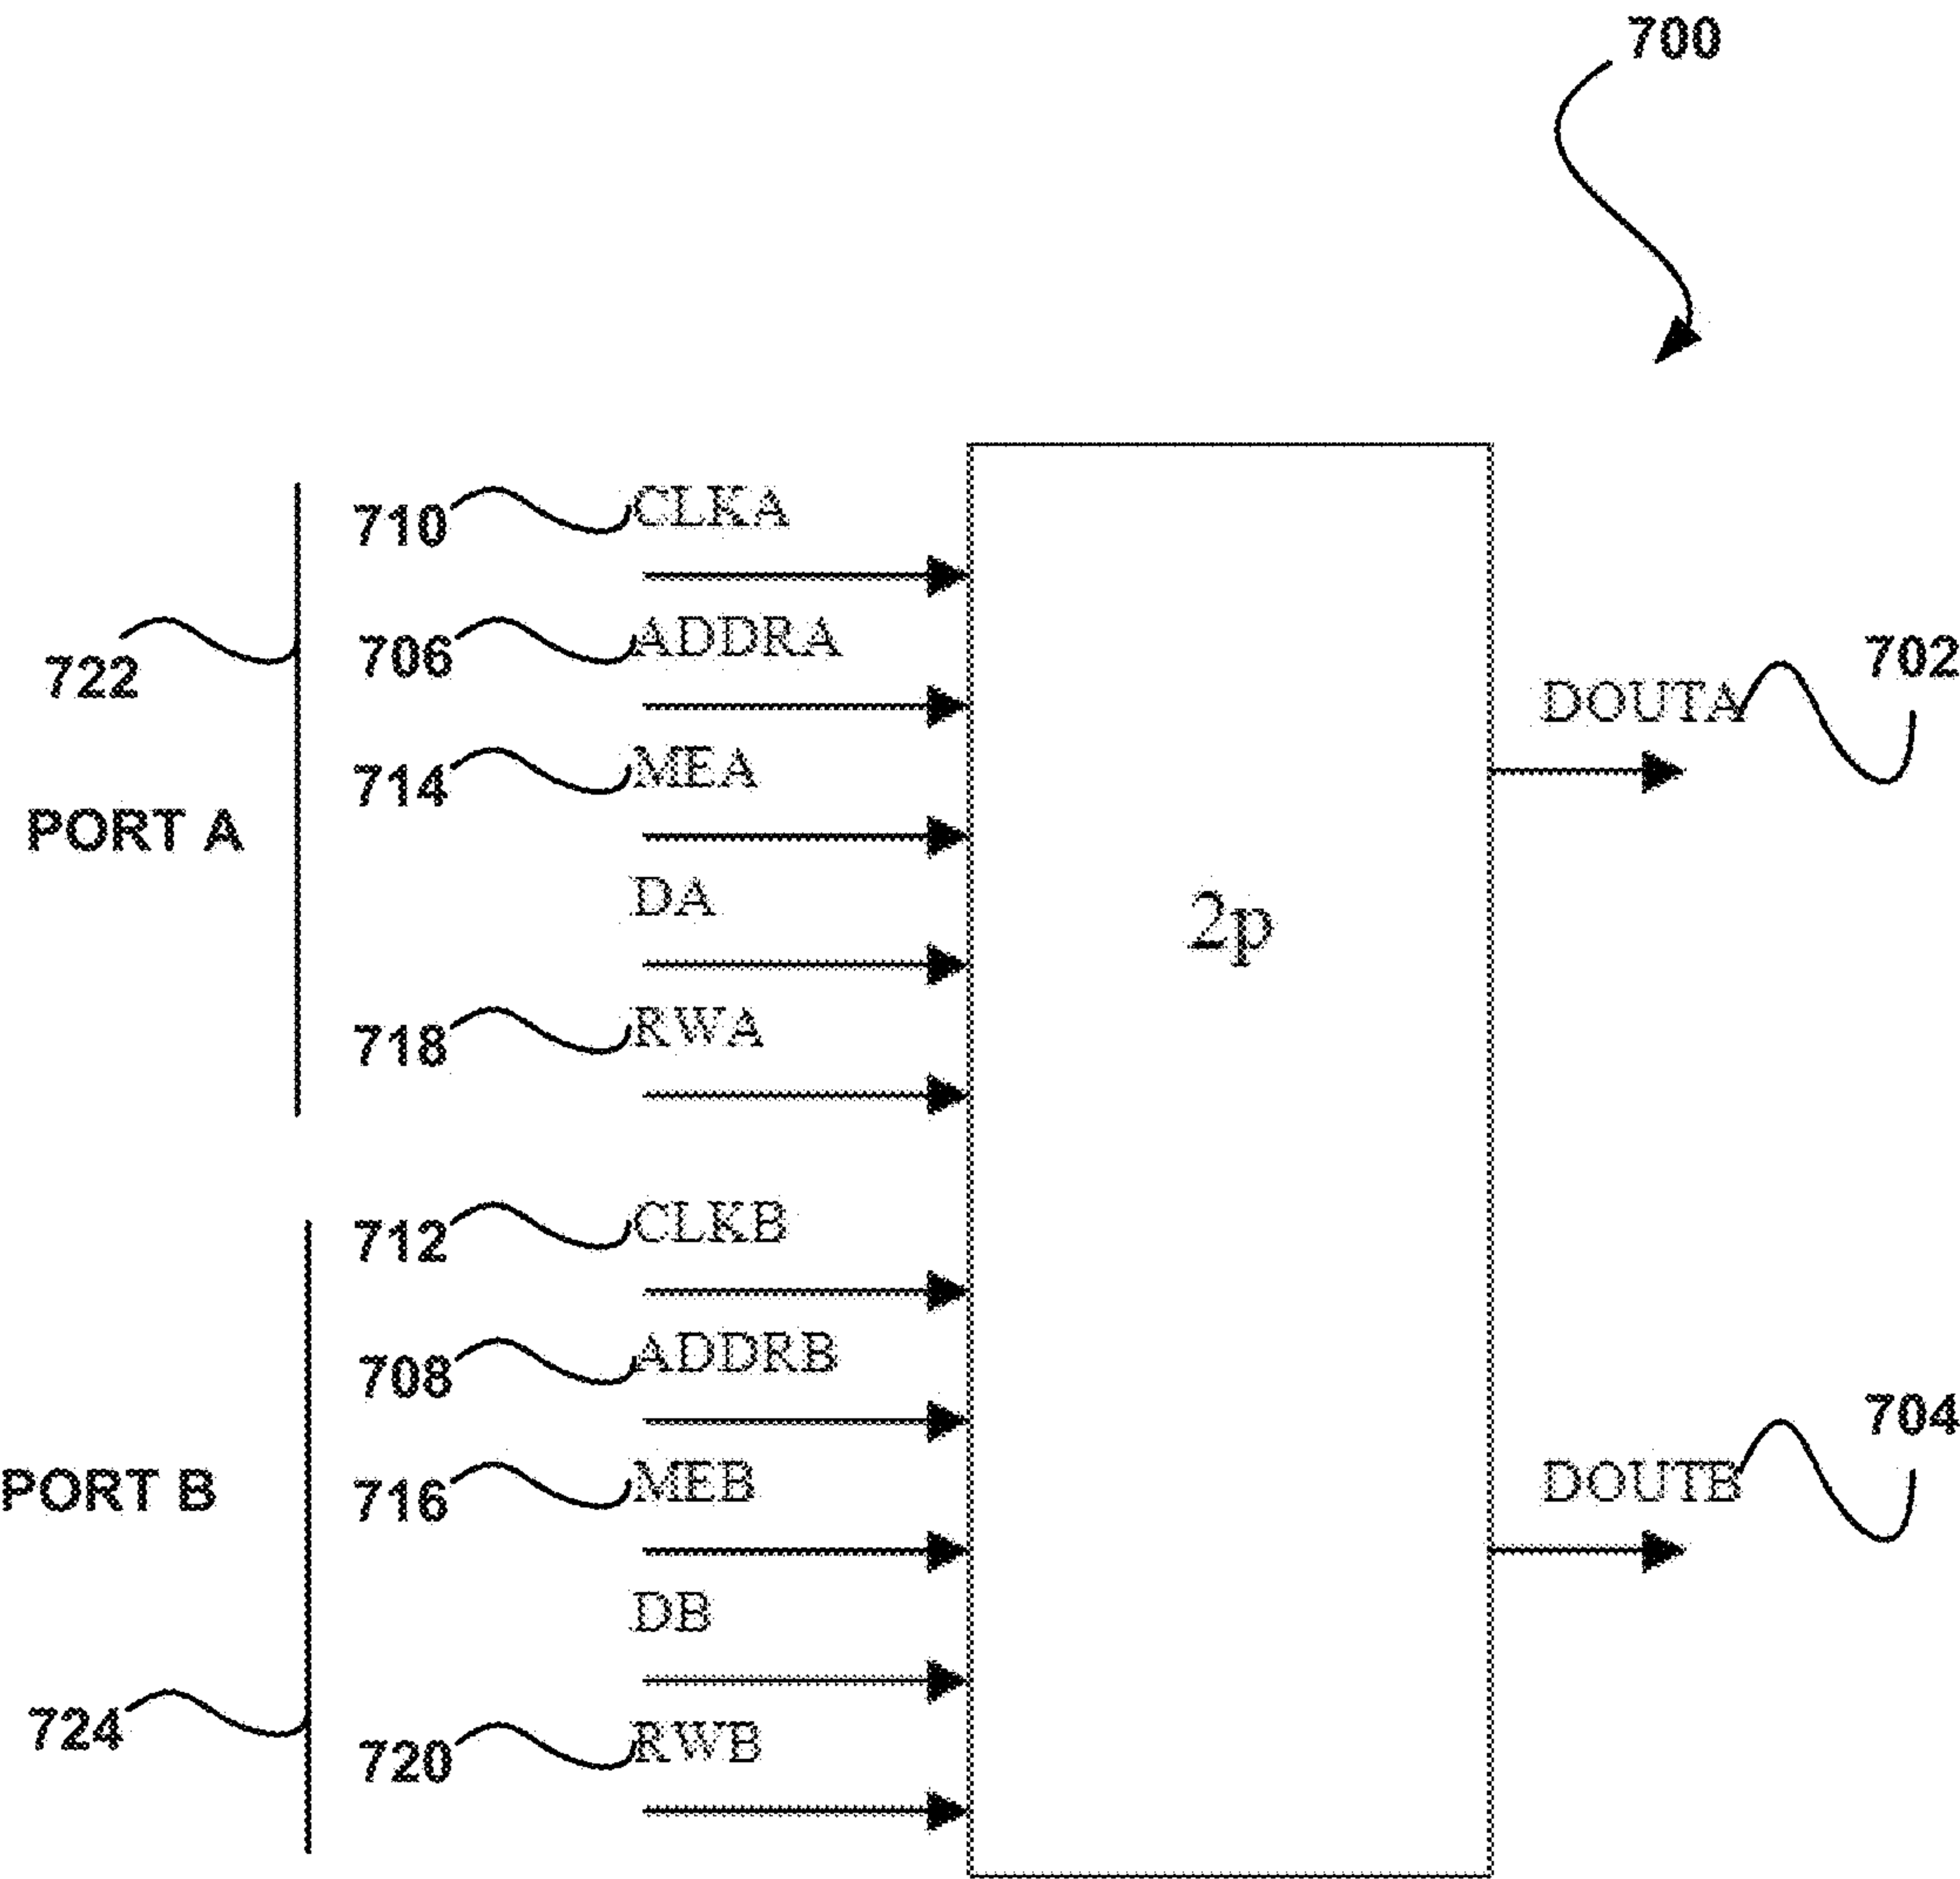 700
710 CLKA
706 ADDRA
722
702
DOUTA
714 MEA
PORT A
DA
2p
718 RWA
712 CLKB
708 ADDRB
704
PORT B
716 MEB
DOUTB
DB
724
720 RWB